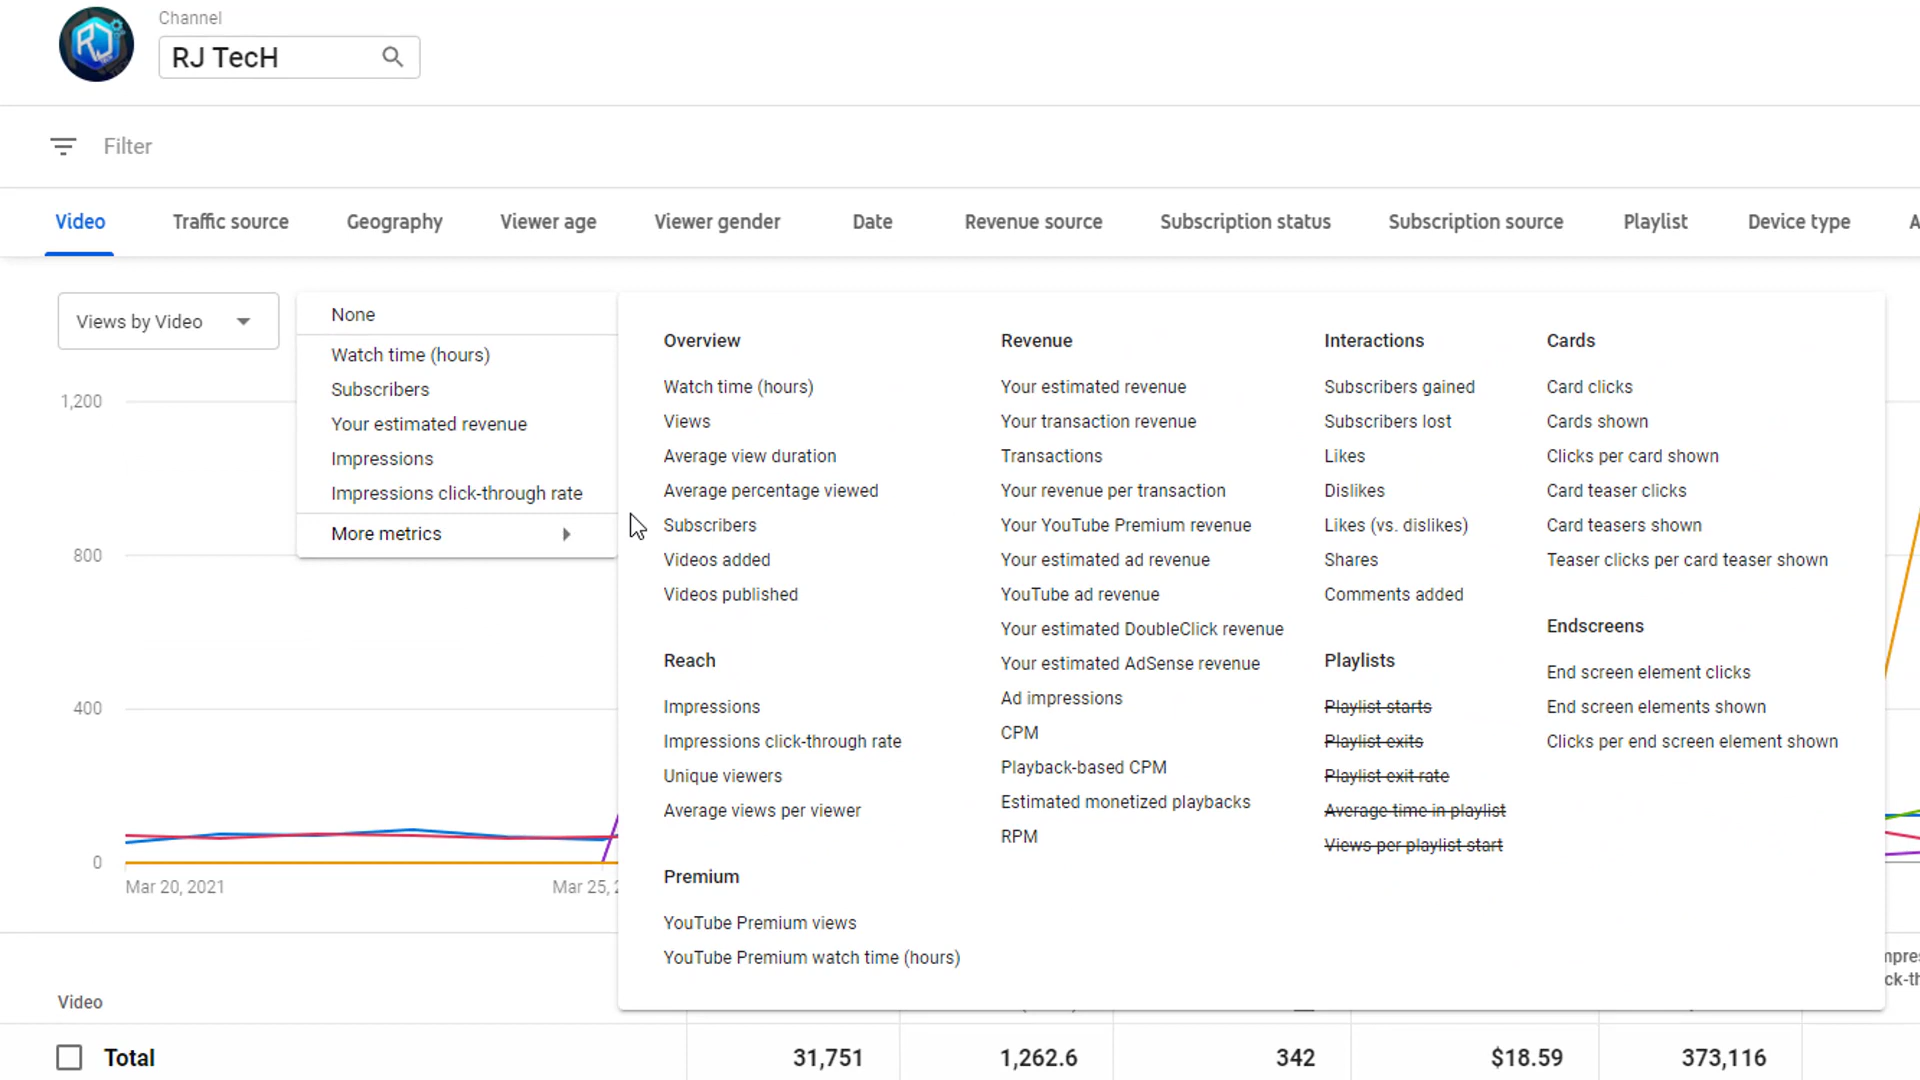 Channel
RJ TecH
Filter
Video Traffic source Geography Viewer age Viewer gender Date Revenue source Subscription status Subscription source Playlist Device type A
Views by Video
None
Watch time (hours)
Subscribers
Your estimated revenue
Impressions
Impressions click-through rate
More metrics
Overview
Watch time (hours)
Views
Average view duration
Average percentage viewed
Subscribers
Videos added
Videos published
Reach
Impressions
Impressions click-through rate
Unique viewers
Average views per viewer
Premium
YouTube Premium views
YouTube Premium watch time (hours)
Revenue
Your estimated revenue
Your transaction revenue
Transactions
Your revenue per transaction
Your YouTube Premium revenue
Your estimated ad revenue
YouTube ad revenue
Your estimated DoubleClick revenue
Your estimated AdSense revenue
Ad impressions
CPM
Playback-based CPM
Estimated monetized playbacks
RPM
Interactions
Subscribers gained
Subscribers lost
Likes
Dislikes
Likes (vs. dislikes)
Shares
Comments added
Playlists
Playlist starts
Playlist exits
Playlist exit rate
Average time in playlist
Views per playlist start
Cards
Card clicks
Cards shown
Clicks per card shown
Card teaser clicks
Card teasers shown
Teaser clicks per card teaser shown
Endscreens
End screen element clicks
End screen elements shown
Clicks per end screen element shown
1,200
800
400
0
Mar 20, 2021 Mar 25, 2
mpres
ck-th
Video
Total 31,751 1,262.6 342 $18.59 373,116